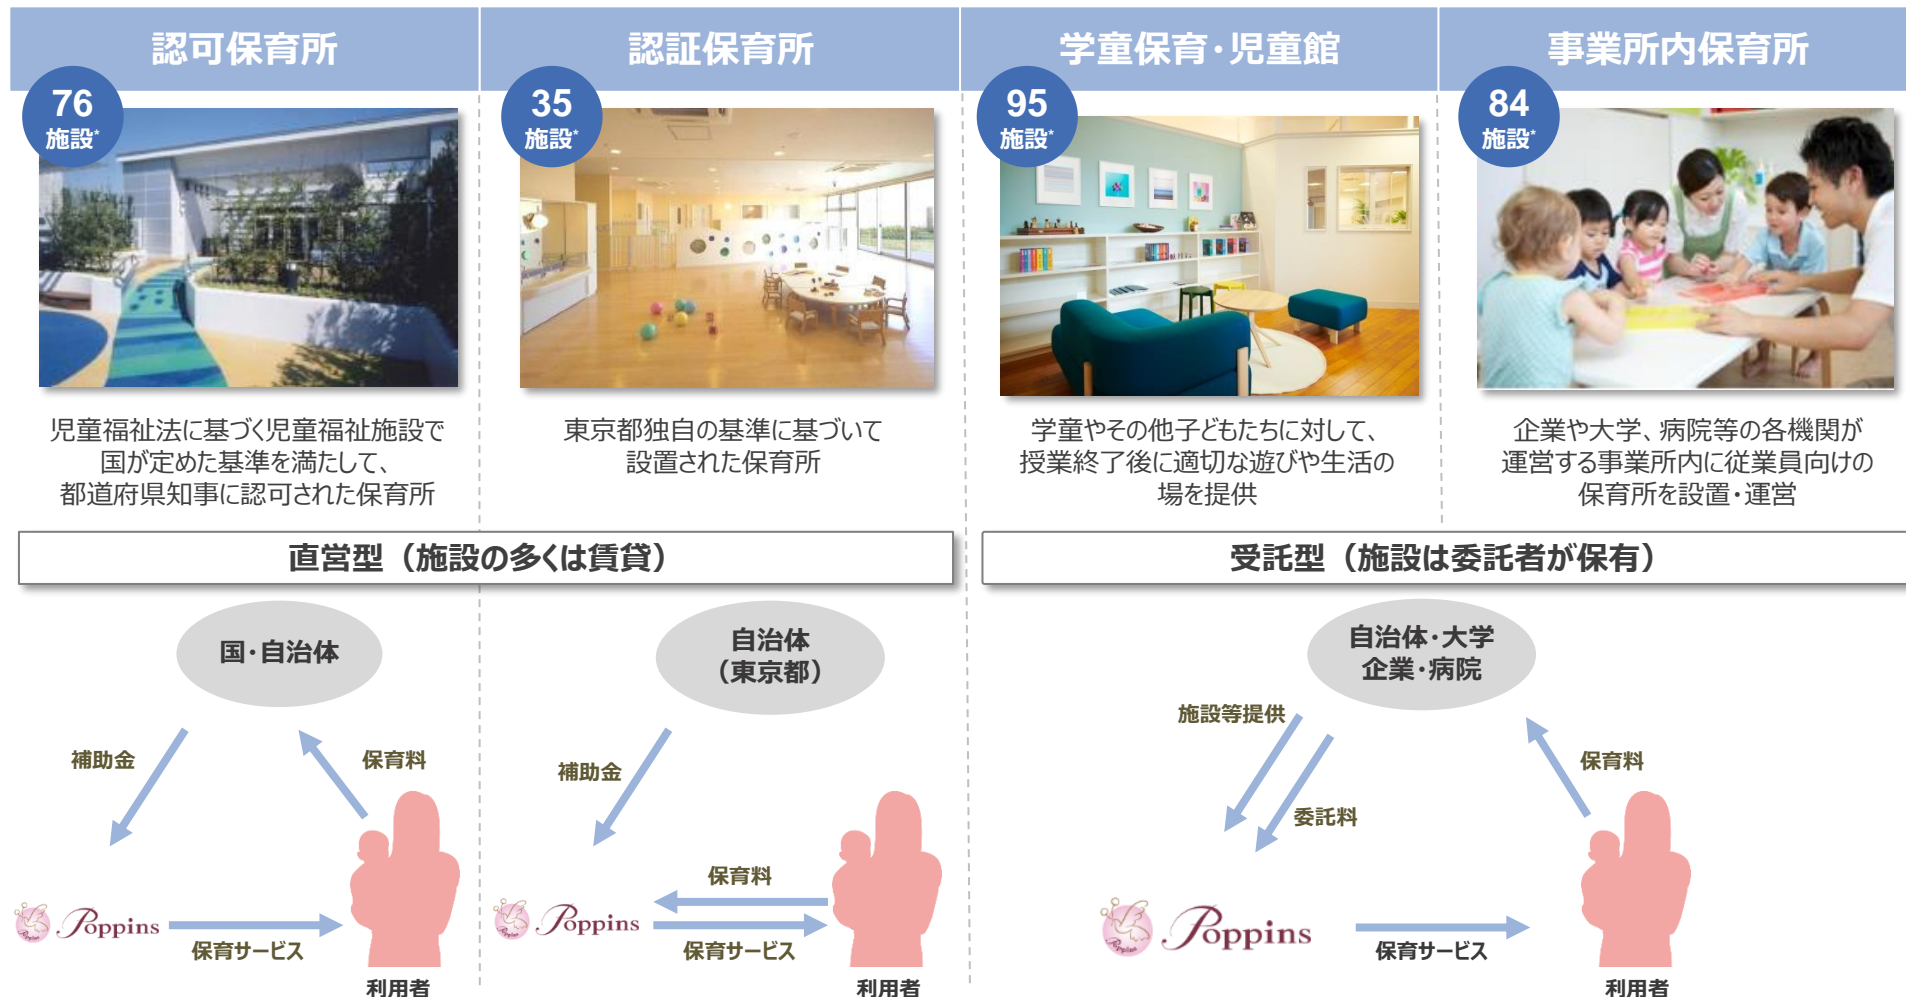 認可保育所
認証保育所
学童保育・児童館
事業所内保育所
76
施設*
35
施設*
95
施設*
84
施設*
児童福祉法に基づく児童福祉施設で
国が定めた基準を満たして、
都道府県知事に認可された保育所
東京都独自の基準に基づいて
設置された保育所
学童やその他子どもたちに対して、
授業終了後に適切な遊びや生活の
場を提供
企業や大学、病院等の各機関が
運営する事業所内に従業員向けの
保育所を設置・運営
直営型（施設の多くは賃貸）
受託型（施設は委託者が保有）
国・自治体
補助金
保育料
Poppins
保育サービス
利用者
自治体
（東京都）
補助金
保育料
Poppins
保育サービス
利用者
自治体・大学
企業・病院
施設等提供
委託料
保育料
Poppins
保育サービス
利用者